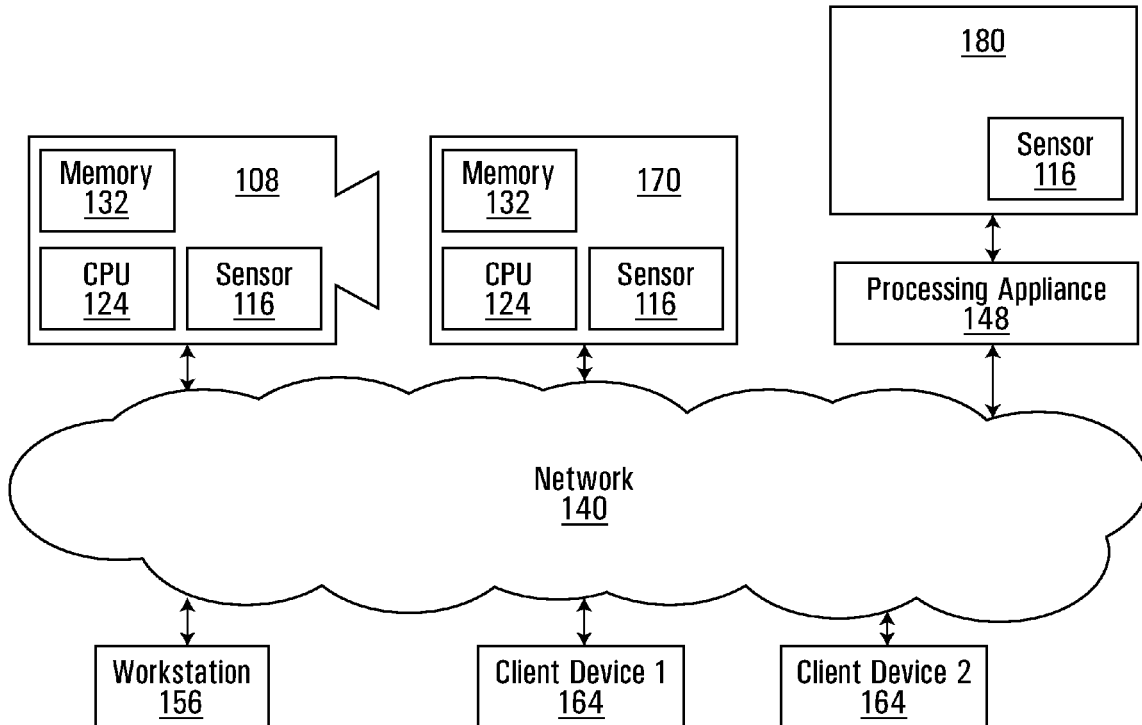 180
Sensor
116
Memory
132
108
CPU
124
Sensor
116
Memory
132
170
CPU
124
Sensor
116
Processing Appliance
148
Network
140
Workstation
156
Client Device 1
164
Client Device 2
164